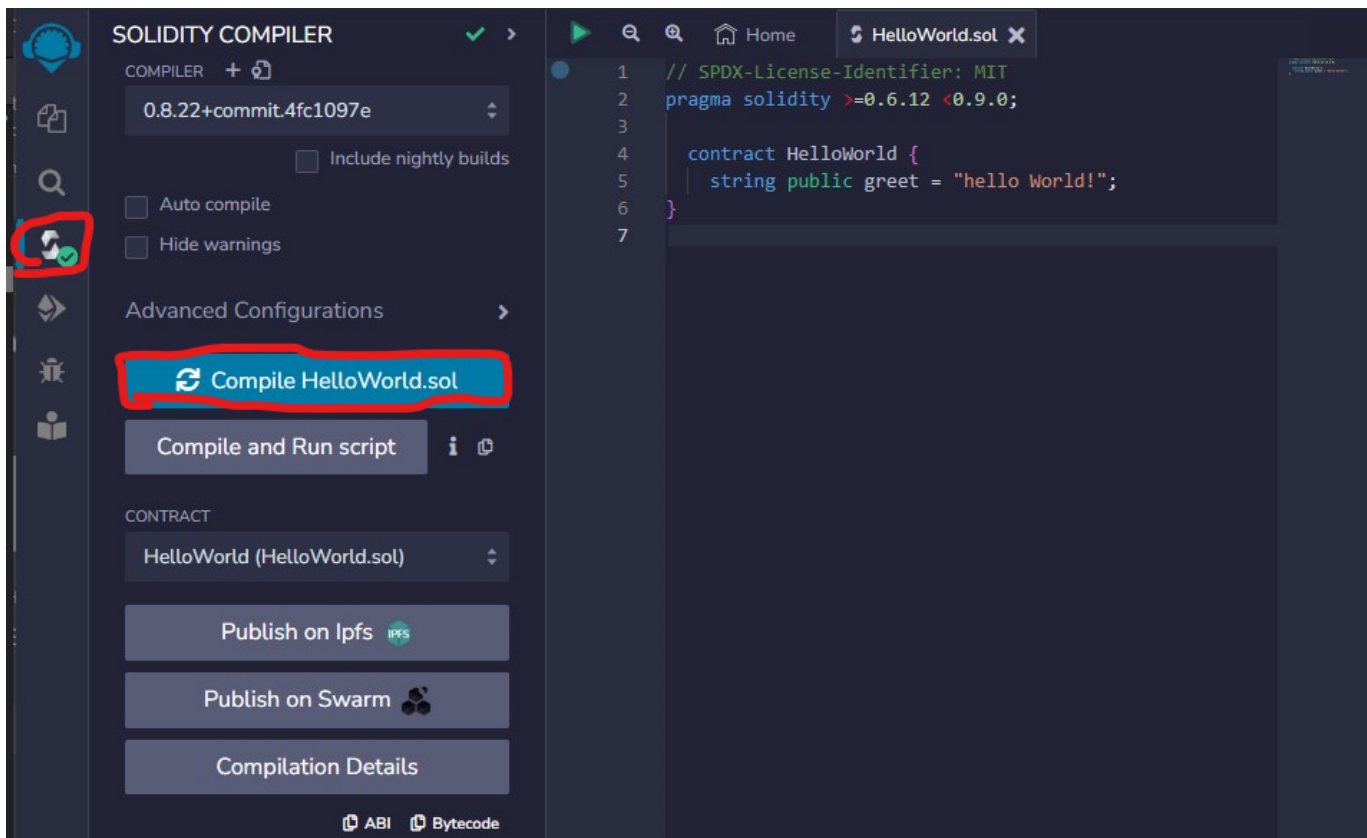 SOLIDITY COMPILER
COMPILER
0.8.22+commit.4fc1097e
Include nightly builds
Auto compile
Hide warnings
Advanced Configurations
Compile HelloWorld.sol
Compile and Run script
CONTRACT
HelloWorld (HelloWorld.sol)
Publish on Ipfs IPFS
Publish on Swarm
Compilation Details
ABI Bytecode
Home HelloWorld.sol
1 // SPDX-License-Identifier: MIT
2 pragma solidity >=0.6.12 <0.9.0;
3
4 contract HelloWorld {
5 string public greet = "hello World!";
6 }
7